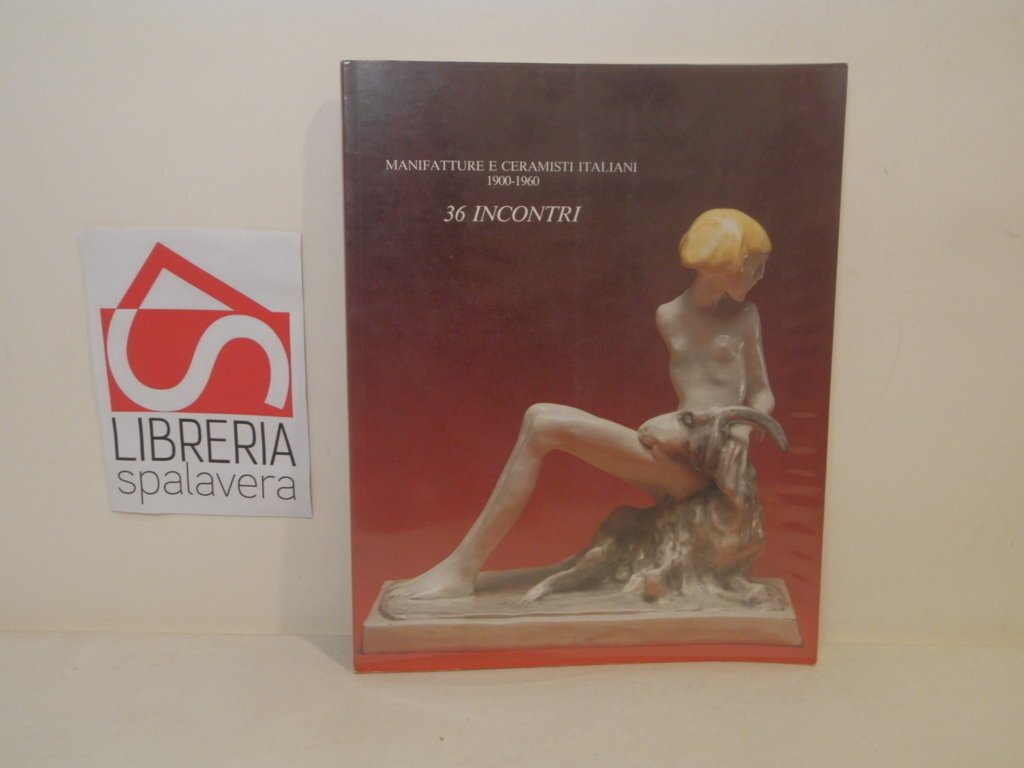 MANIFATTURE E CERAMISTI ITALIANI
1900-1960
36 INCONTRI
LIBRERIA
spalavera